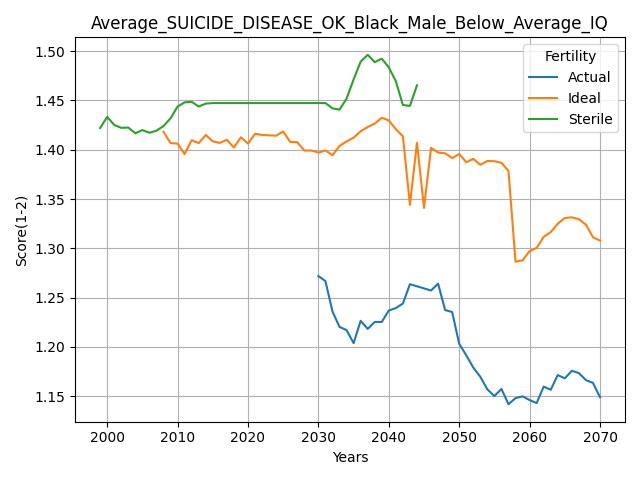 Average_SUICIDE_DISEASE_OK_Black_Male_Below_Average_IQ
Fertility
Actual
Ideal
Sterile
Score(1-2)
1.50
1.45
1.40
1.35
1.30
1.25
1.20
1.15
2000 2010 2020 2030 2040 2050 2060 2070
Years